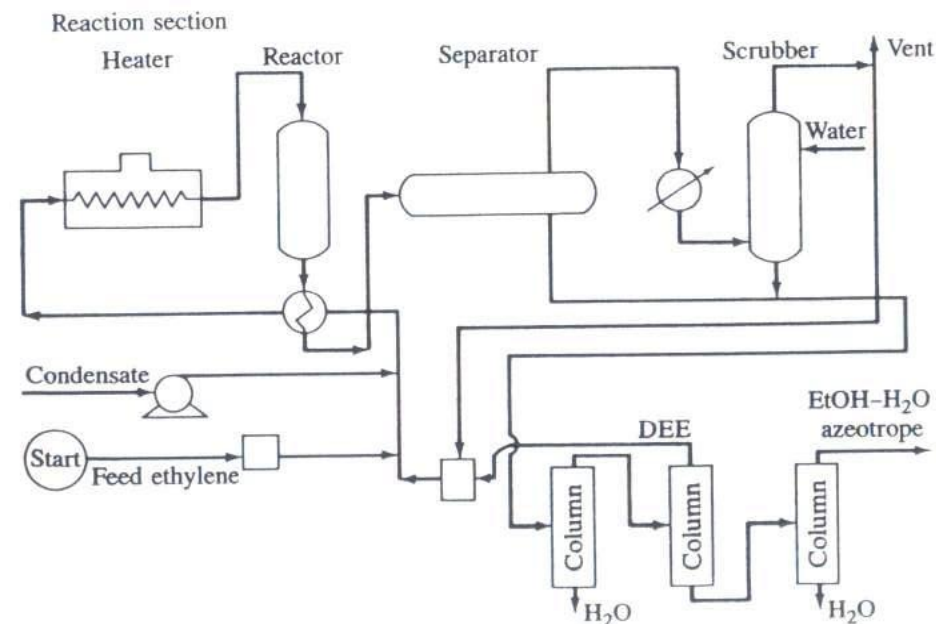 Reaction section
Heater
Reactor
Separator
Scrubber
Vent
Water
Condensate
Start
Feed ethylene
DEE
EtOH–H₂O
azeotrope
Column
Column
Column
H₂O
H₂O